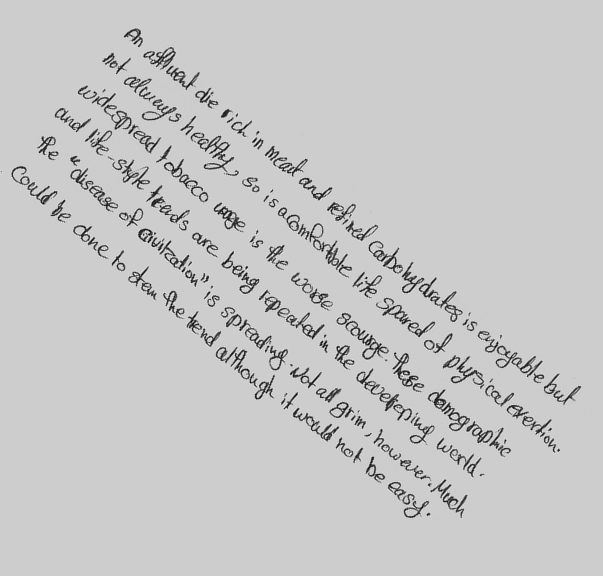 An affluent die rich in meat and refined carbohydrates is enjoyable but
not always healthy, so is a comfortable life spared of physical exertion.
widespread tobacco usage is the worse scourge. These demographic
and life-style trends are being repeated in the developing world.
the "disease of civilization" is spreading. Not all grim, however. Much
could be done to stem the trend although it would not be easy.